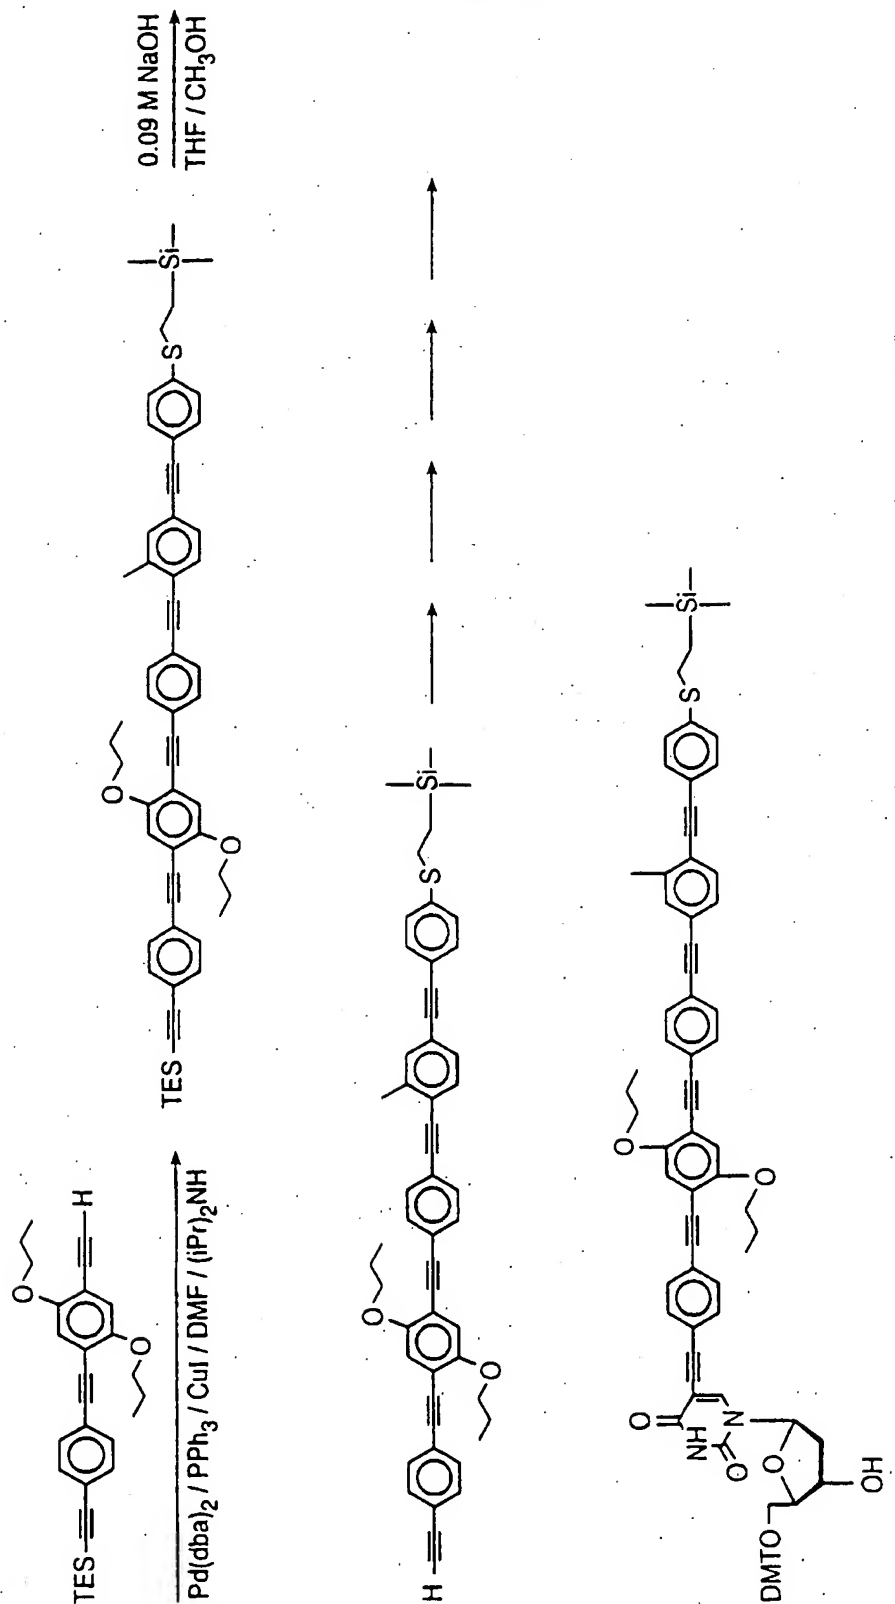 TES
O
O
H
Pd(dba)2 / PPh3 / CuI / DMF / (iPr)2NH
TES
O
O
S
Si
0.09 M NaOH
THF / CH3OH
H
O
O
S
Si
DMTO
O
OH
O
NH
O
N
O
O
S
Si